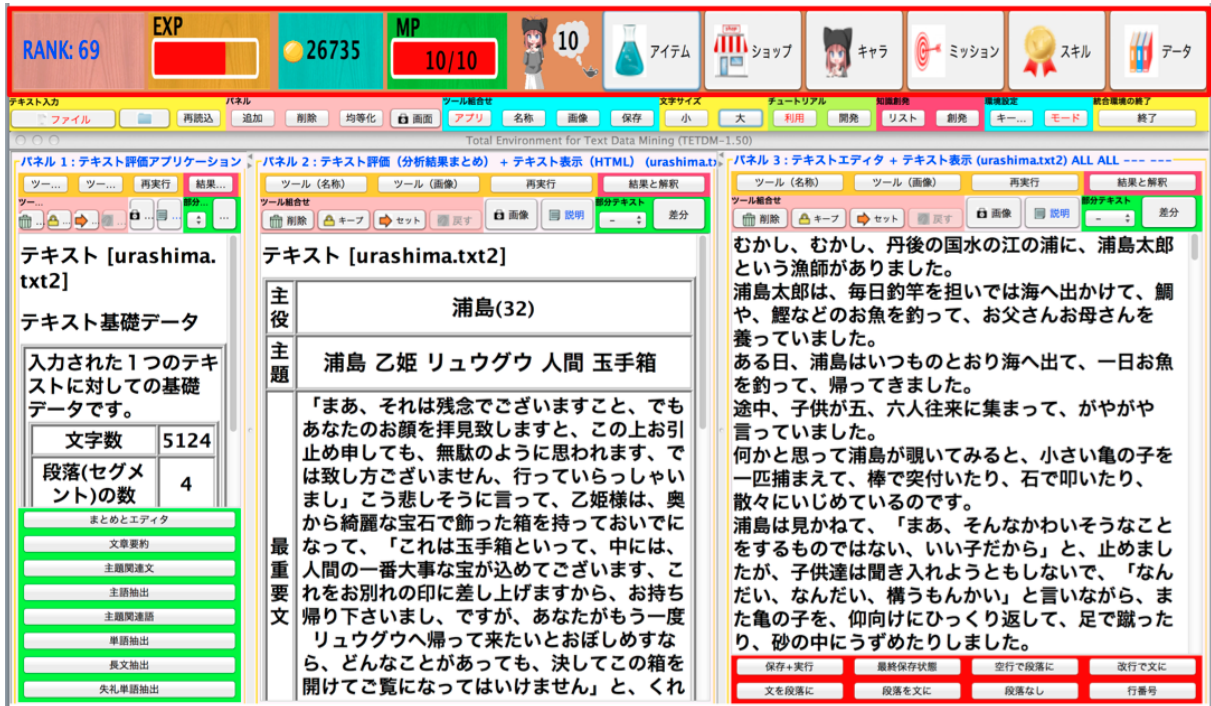 RANK: 69
EXP
26735
MP
10/10
10
アイテム
ショップ
キャラ
ミッション
スキル
データ
テキスト入力
パネル
ツール組合せ
文字サイズ
チュートリアル
知識創発
環境設定
統合環境の終了
ファイル
再読込
追加
削除
均等化
画面
アプリ
名称
画像
保存
小
大
利用
開発
リスト
創発
キー...
モード
終了
Total Environment for Text Data Mining (TETDM-1.50)
パネル 1：テキスト評価アプリケーション
ツー...
ツー...
再実行
結果...
ツー...
部分...
テキスト [urashima.
txt2]
テキスト基礎データ
入力された１つのテキ
ストに対しての基礎
データです。
文字数 5124
段落(セグメ
ント)の数 4
まとめとエディタ
文章要約
主題関連文
主語抽出
主題関連語
単語抽出
長文抽出
失礼単語抽出
パネル 2：テキスト評価（分析結果まとめ） + テキスト表示（HTML） (urashima.tx
ツール（名称）
ツール（画像）
再実行
結果と解釈
ツール組合せ
部分テキスト
削除
キープ
セット
戻す
画像
説明
差分
テキスト [urashima.txt2]
主役 浦島(32)
主題 浦島 乙姫 リュウグウ 人間 玉手箱
最重要文
「まあ、それは残念でございますこと、でも
あなたのお顔を拝見致しますと、この上お引
止め申しても、無駄のように思われます、で
は致し方ございません、行っていらっしゃい
まし」こう悲しそうに言って、乙姫様は、奥
から綺麗な宝石で飾った箱を持っておいでに
なって、「これは玉手箱といって、中には、
人間の一番大事な宝が込めてございます、こ
れをお別れの印に差し上げますから、お持ち
帰り下さいまし、ですが、あなたがもう一度
リュウグウへ帰って来たいとおぼしめすな
ら、どんなことがあっても、決してこの箱を
開けてご覧になってはいけません」と、くれ
パネル 3：テキストエディタ + テキスト表示 (urashima.txt2) ALL ALL --- ---
ツール（名称）
ツール（画像）
再実行
結果と解釈
ツール組合せ
部分テキスト
削除
キープ
セット
戻す
画像
説明
差分
むかし、むかし、丹後の国水の江の浦に、浦島太郎
という漁師がありました。
浦島太郎は、毎日釣竿を担いでは海へ出かけて、鯛
や、鰹などのお魚を釣って、お父さんお母さんを
養っていました。
ある日、浦島はいつものとおり海へ出て、一日お魚
を釣って、帰ってきました。
途中、子供が五、六人往来に集まって、がやがや
言っていました。
何かと思って浦島が覗いてみると、小さい亀の子を
一匹捕まえて、棒で突付いたり、石で叩いたり、
散々にいじめているのです。
浦島は見かねて、「まあ、そんなかわいそうなこと
をするものではない、いい子だから」と、止めまし
たが、子供達は聞き入れようともしないで、「なん
だい、なんだい、構うもんかい」と言いながら、ま
た亀の子を、仰向けにひっくり返して、足で蹴った
り、砂の中にうずめたりしました。
保存+実行
最終保存状態
空行で段落に
改行で文に
文を段落に
段落を文に
段落なし
行番号